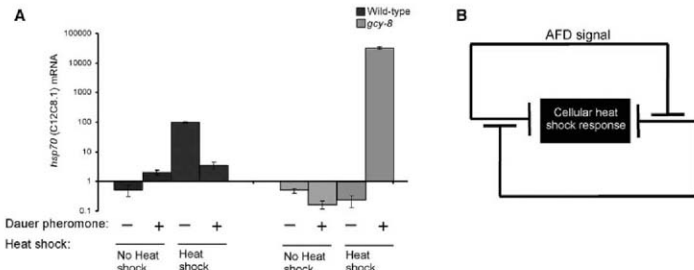 A
Wild-type
gcy-8
hsp70 (C12C8.1) mRNA
100000
10000
1000
100
10
1
0.1
Dauer pheromone: − + − + − + − +
Heat shock:
No Heat shock
Heat shock
No Heat shock
Heat shock
B
AFD signal
Cellular heat
shock response